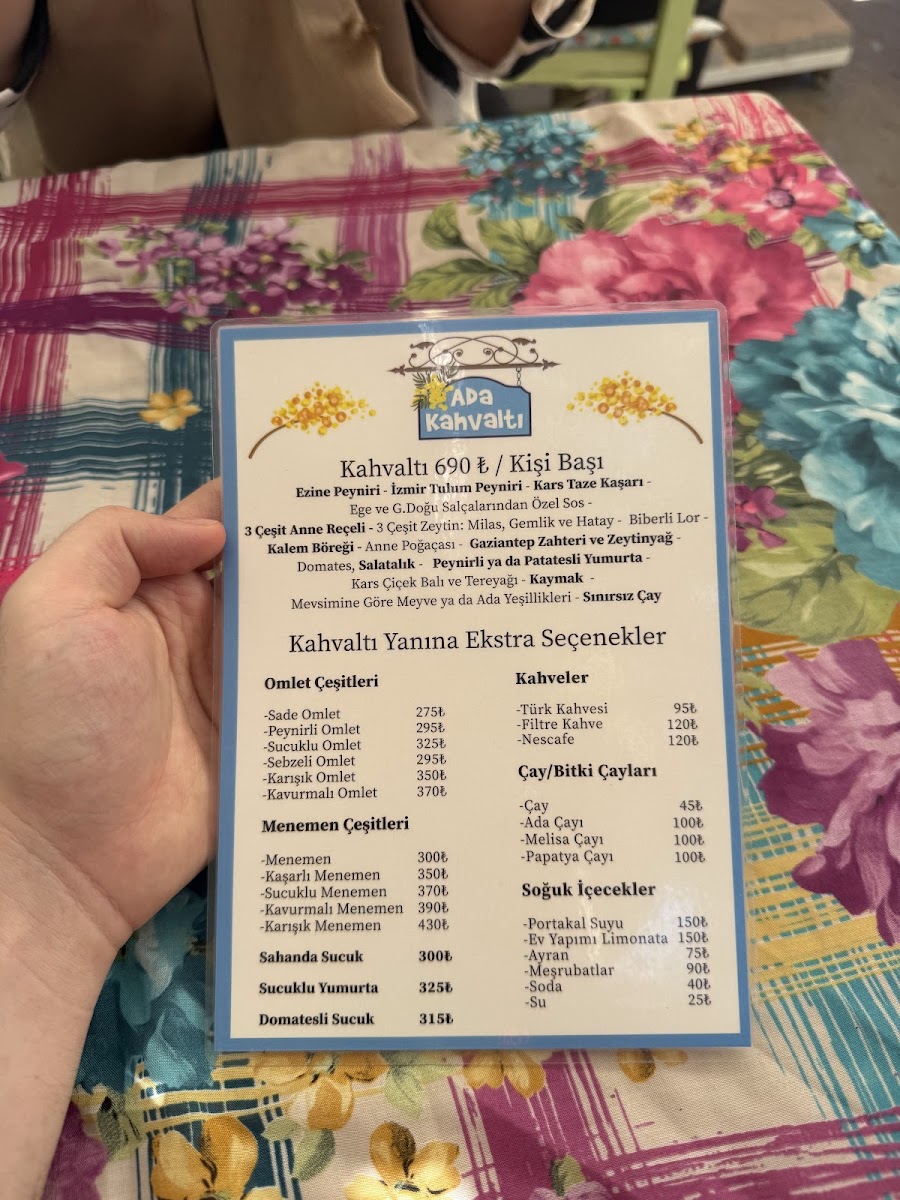 Ada
Kahvaltı
Kahvaltı 690 ₺ / Kişi Başı
Ezine Peyniri - İzmir Tulum Peyniri - Kars Taze Kaşarı -
Ege ve G.Doğu Salçalarından Özel Sos -
3 Çeşit Anne Reçeli - 3 Çeşit Zeytin: Milas, Gemlik ve Hatay - Biberli Lor -
Kalem Böreği - Anne Poğaçası - Gaziantep Zahteri ve Zeytinyağ -
Domates, Salatalık - Peynirli ya da Patatesli Yumurta -
Kars Çiçek Balı ve Tereyağı - Kaymak -
Mevsimine Göre Meyve ya da Ada Yeşillikleri - Sınırsız Çay
Kahvaltı Yanına Ekstra Seçenekler
Omlet Çeşitleri
-Sade Omlet 275₺
-Peynirli Omlet 295₺
-Sucuklu Omlet 325₺
-Sebzeli Omlet 295₺
-Karışık Omlet 350₺
-Kavurmalı Omlet 370₺
Menemen Çeşitleri
-Menemen 300₺
-Kaşarlı Menemen 350₺
-Sucuklu Menemen 370₺
-Kavurmalı Menemen 390₺
-Karışık Menemen 430₺
Sahanda Sucuk 300₺
Sucuklu Yumurta 325₺
Domatesli Sucuk 315₺
Kahveler
-Türk Kahvesi 95₺
-Filtre Kahve 120₺
-Nescafe 120₺
Çay/Bitki Çayları
-Çay 45₺
-Ada Çayı 100₺
-Melisa Çayı 100₺
-Papatya Çayı 100₺
Soğuk İçecekler
-Portakal Suyu 150₺
-Ev Yapımı Limonata 150₺
-Ayran 75₺
-Meşrubatlar 90₺
-Soda 40₺
-Su 25₺